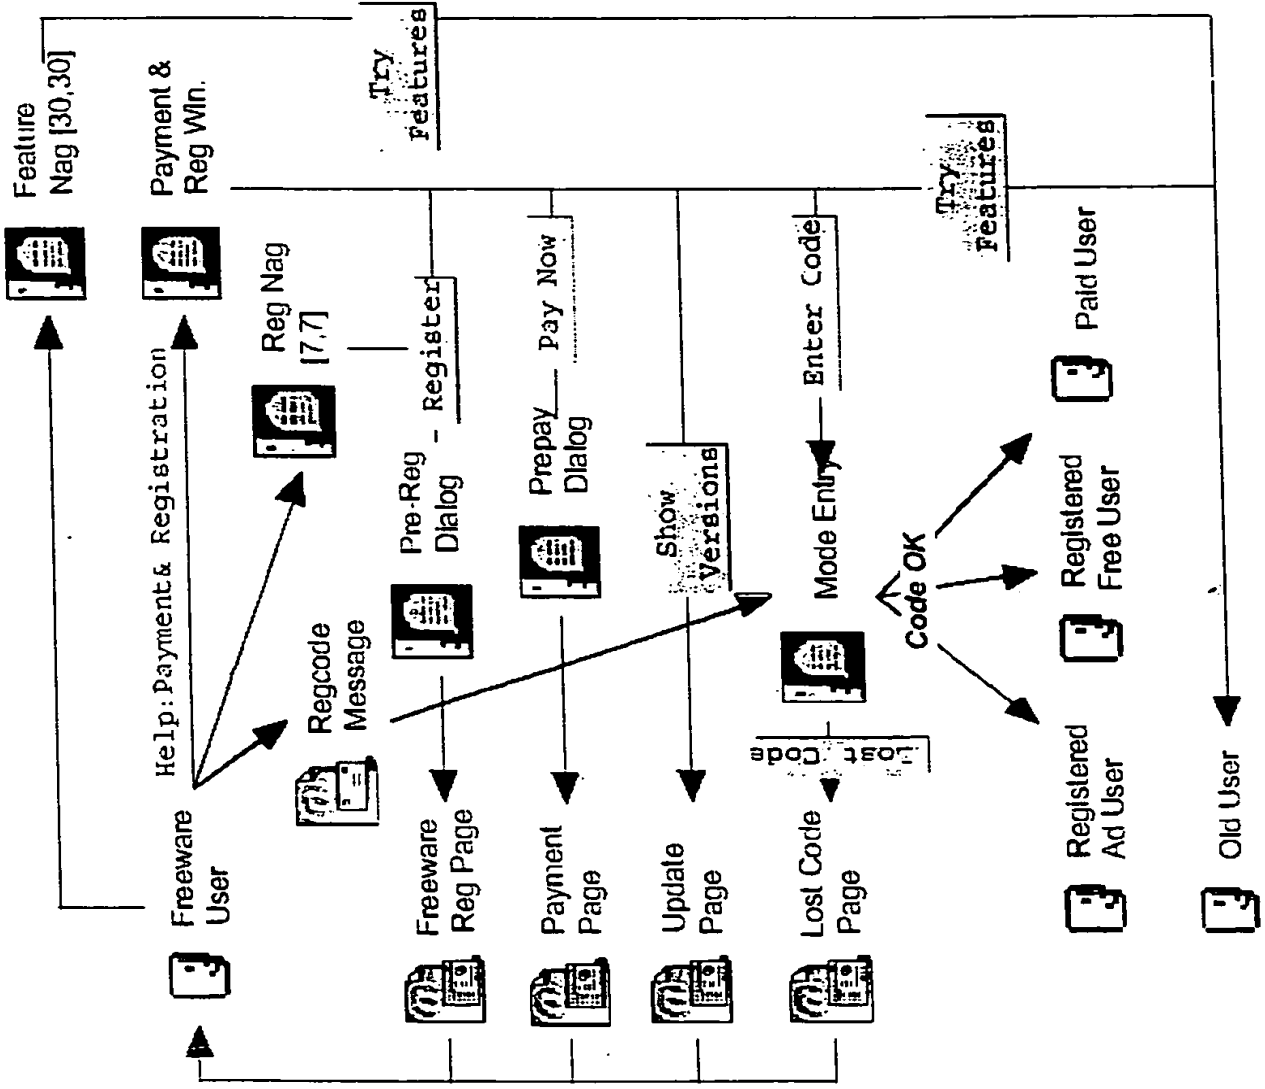 Feature
Nag [30,30]
Payment &
Reg Win.
Try
Features
Help:Payment& Registration
Reg Nag
[7,7]
Freeware
User
Regcode
Message
Pre-Reg
Dialog
Register
Freeware
Reg Page
Prepay
Dialog
Pay Now
Payment
Page
Show
Versions
Update
Page
Enter Code
Mode Entry
Lost Code
Lost Code
Page
Code OK
Try
Features
Paid User
Registered
Free User
Registered
Ad User
Old User